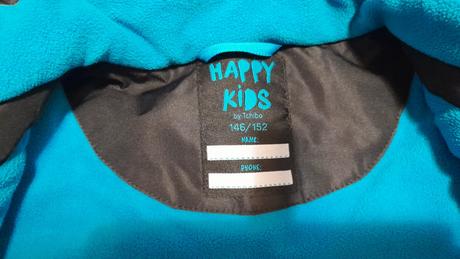 HAPPY
KiDS
by Tchibo
146/152
NAME:
PHONE: